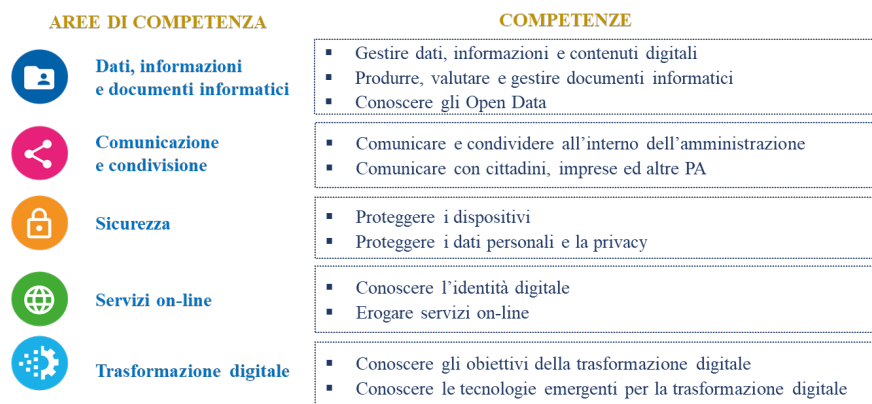 AREE DI COMPETENZA
COMPETENZE
Dati, informazioni
e documenti informatici
▪ Gestire dati, informazioni e contenuti digitali
▪ Produrre, valutare e gestire documenti informatici
▪ Conoscere gli Open Data
Comunicazione
e condivisione
▪ Comunicare e condividere all’interno dell’amministrazione
▪ Comunicare con cittadini, imprese ed altre PA
Sicurezza
▪ Proteggere i dispositivi
▪ Proteggere i dati personali e la privacy
Servizi on-line
▪ Conoscere l’identità digitale
▪ Erogare servizi on-line
Trasformazione digitale
▪ Conoscere gli obiettivi della trasformazione digitale
▪ Conoscere le tecnologie emergenti per la trasformazione digitale